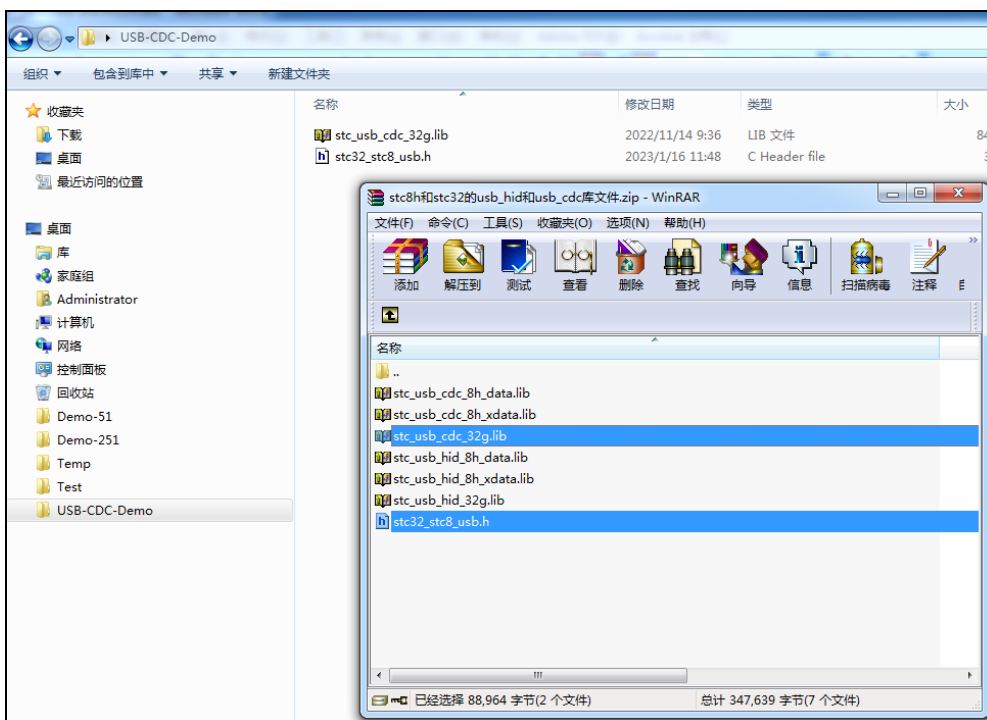 USB-CDC-Demo
组织 包含到库中 共享 新建文件夹
收藏夹
下载
桌面
最近访问的位置
桌面
库
家庭组
Administrator
计算机
网络
控制面板
回收站
Demo-51
Demo-251
Temp
Test
USB-CDC-Demo
名称 修改日期 类型 大小
stc_usb_cdc_32g.lib 2022/11/14 9:36 LIB 文件 84
stc32_stc8_usb.h 2023/1/16 11:48 C Header file
stc8h和stc32的usb_hid和usb_cdc库文件.zip - WinRAR
文件(F) 命令(C) 工具(S) 收藏夹(O) 选项(N) 帮助(H)
添加 解压到 测试 查看 删除 查找 向导 信息 扫描病毒 注释
名称
..
stc_usb_cdc_8h_data.lib
stc_usb_cdc_8h_xdata.lib
stc_usb_cdc_32g.lib
stc_usb_hid_8h_data.lib
stc_usb_hid_8h_xdata.lib
stc_usb_hid_32g.lib
stc32_stc8_usb.h
已经选择 88,964 字节(2 个文件) 总计 347,639 字节(7 个文件)